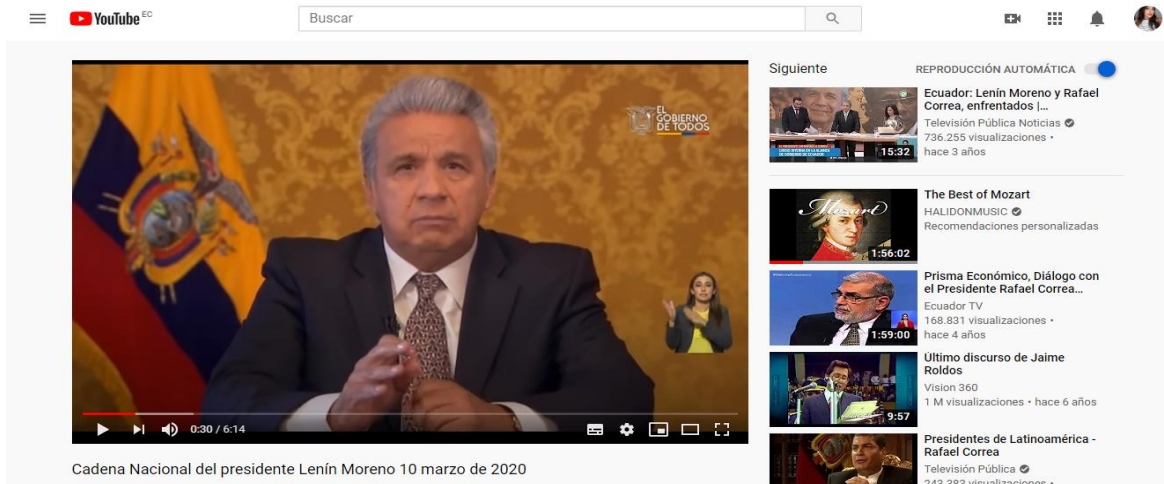 YouTube EC
Buscar
EL
GOBIERNO
DE TODOS
0:30 / 6:14
Cadena Nacional del presidente Lenín Moreno 10 marzo de 2020
Siguiente
REPRODUCCIÓN AUTOMÁTICA
15:32
Ecuador: Lenín Moreno y Rafael
Correa, enfrentados |...
Televisión Pública Noticias
736.255 visualizaciones •
hace 3 años
Mozart
1:56:02
The Best of Mozart
HALIDONMUSIC
Recomendaciones personalizadas
1:59:00
Prisma Económico, Diálogo con
el Presidente Rafael Correa...
Ecuador TV
168.831 visualizaciones •
hace 4 años
9:57
Último discurso de Jaime
Roldos
Vision 360
1 M visualizaciones • hace 6 años
Presidentes de Latinoamérica -
Rafael Correa
Televisión Pública
243.383 visualizaciones •